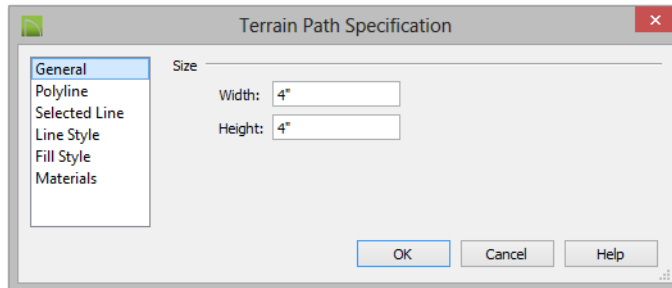 Terrain Path Specification
General
Polyline
Selected Line
Line Style
Fill Style
Materials
Size
Width: 4"
Height: 4"
OK Cancel Help